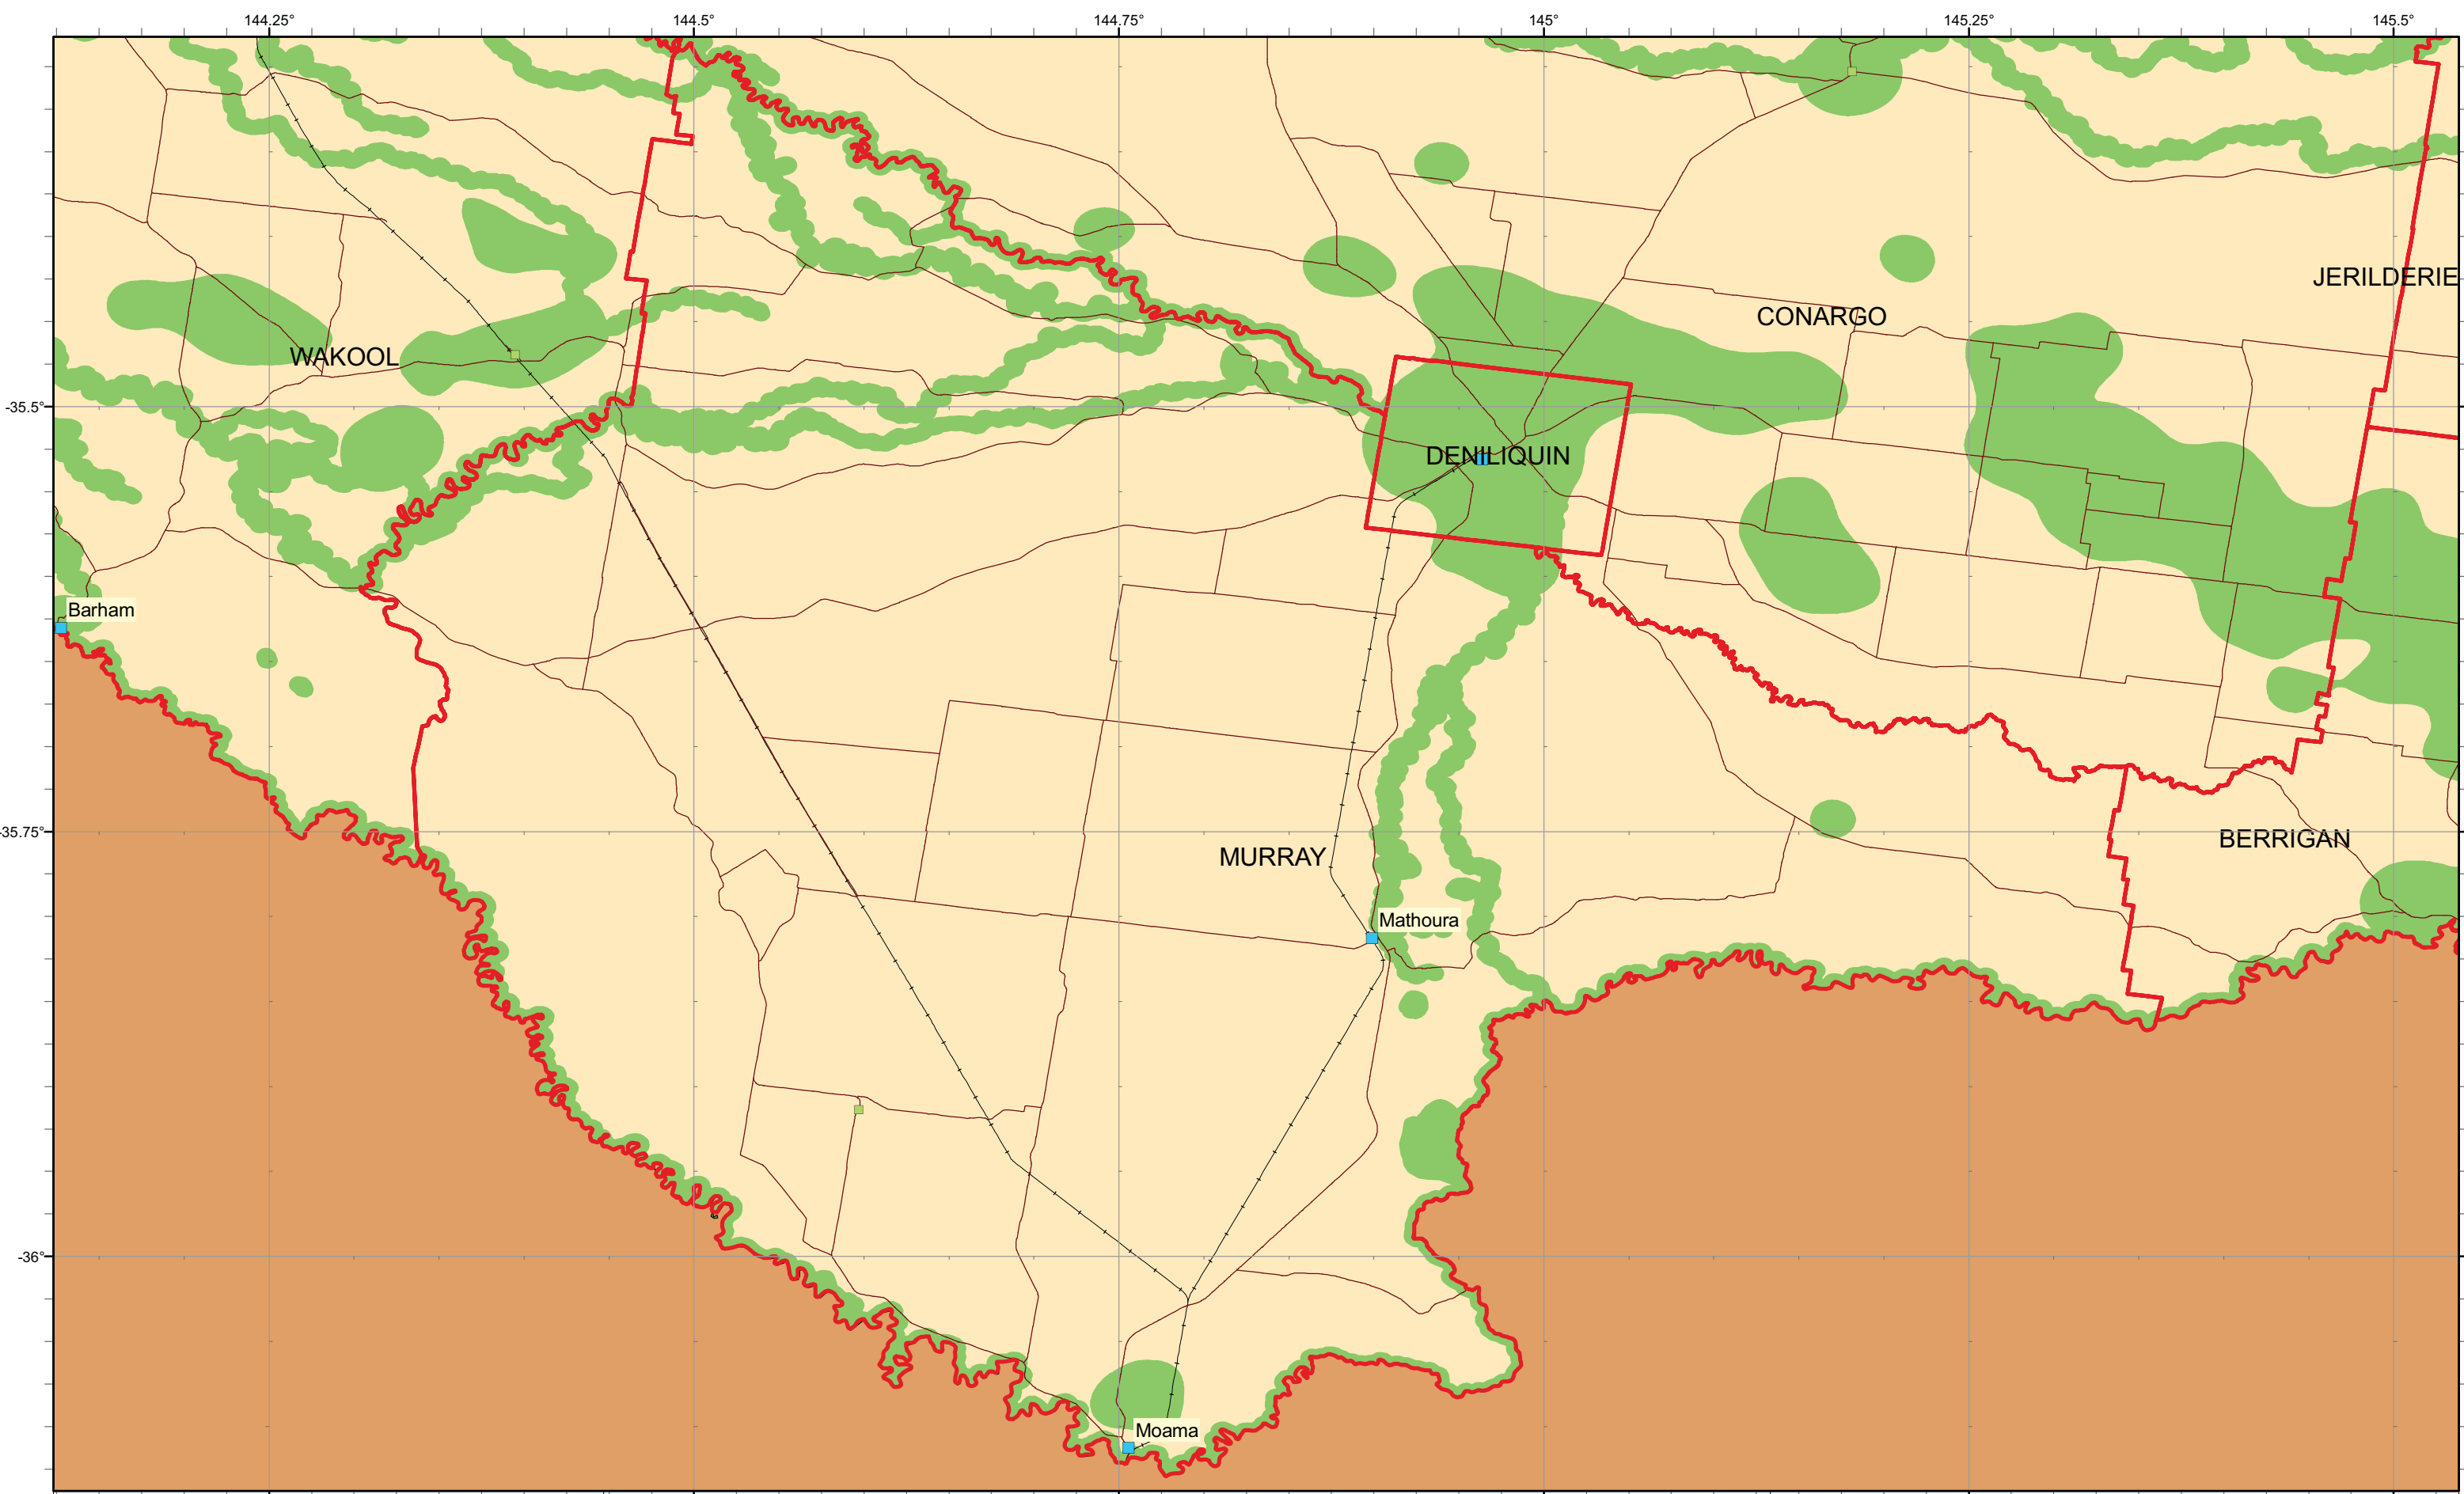 144.25° 144.5° 144.75° 145° 145.25° 145.5°
JERILDERIE
CONARGO
WAKOOL
-35.5°
DENILIQUIN
Barham
-35.75°
BERRIGAN
MURRAY
Mathoura
-36°
Moama